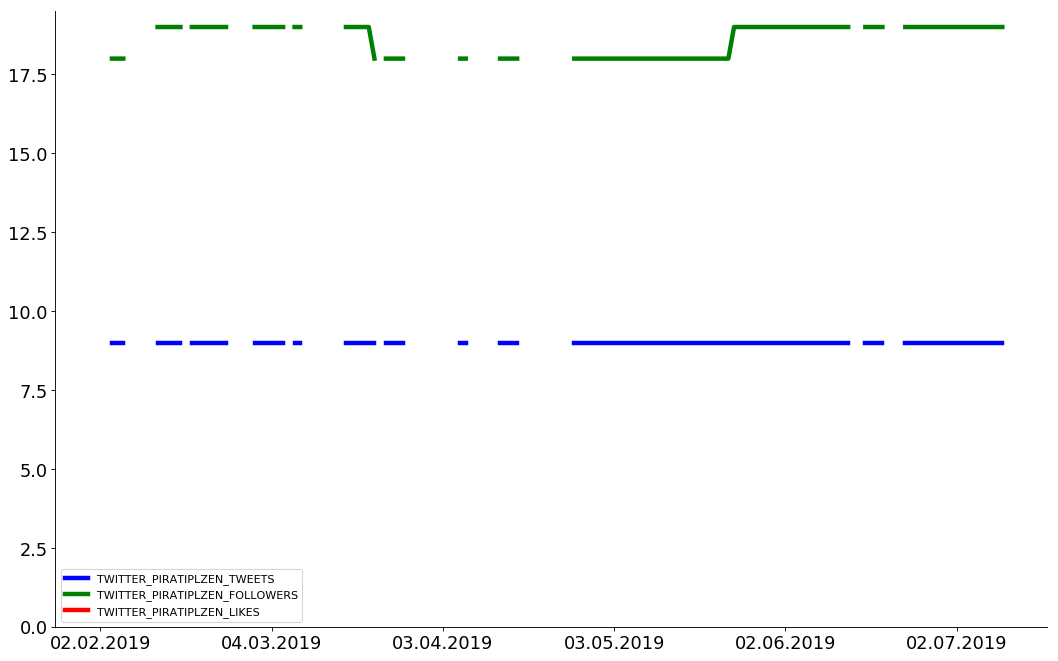 17.5
15.0
12.5
10.0
7.5
5.0
2.5
0.0
TWITTER_PIRATIPLZEN_TWEETS
TWITTER_PIRATIPLZEN_FOLLOWERS
TWITTER_PIRATIPLZEN_LIKES
02.02.2019 04.03.2019 03.04.2019 03.05.2019 02.06.2019 02.07.2019